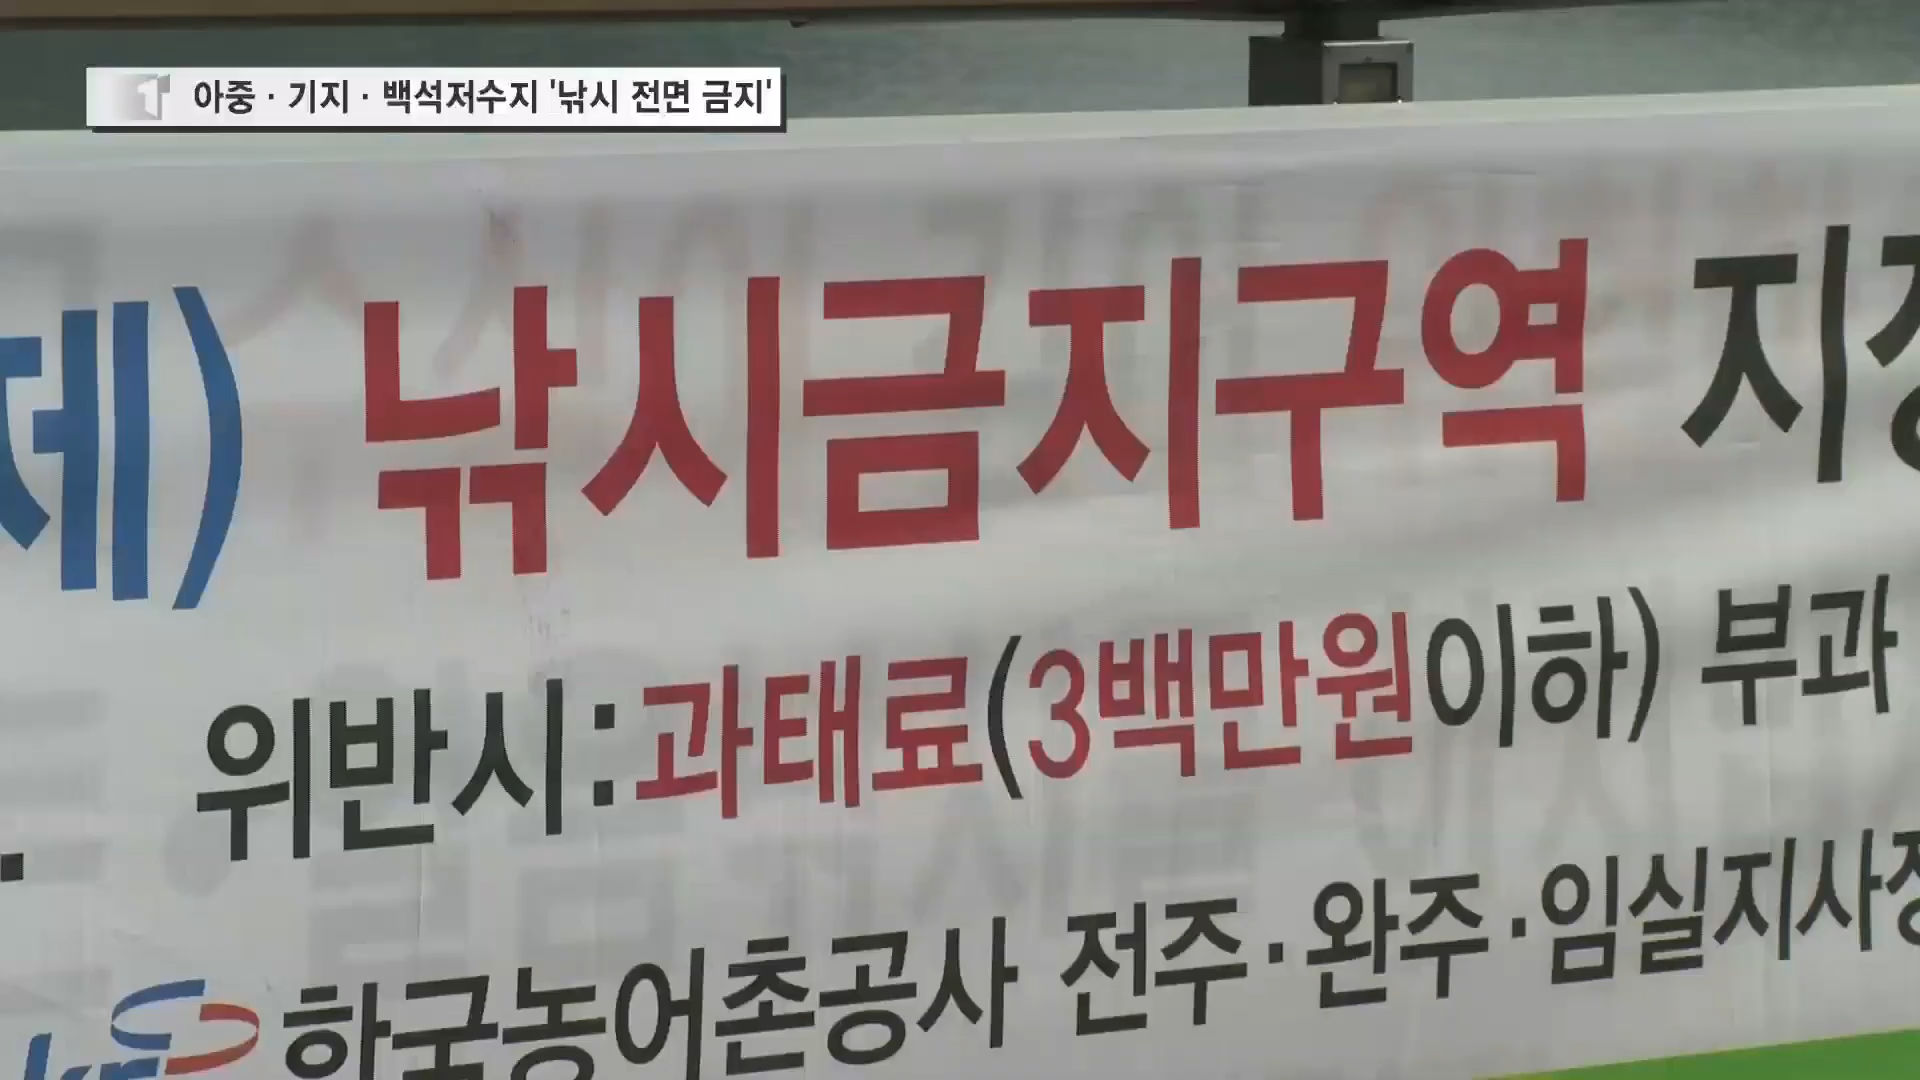 아중 · 기지 · 백석저수지 '낚시 전면 금지'
제) 낚시금지구역 지정
위반시:과태료(3백만원이하) 부과
kr 한국농어촌공사 전주·완주·임실지사장